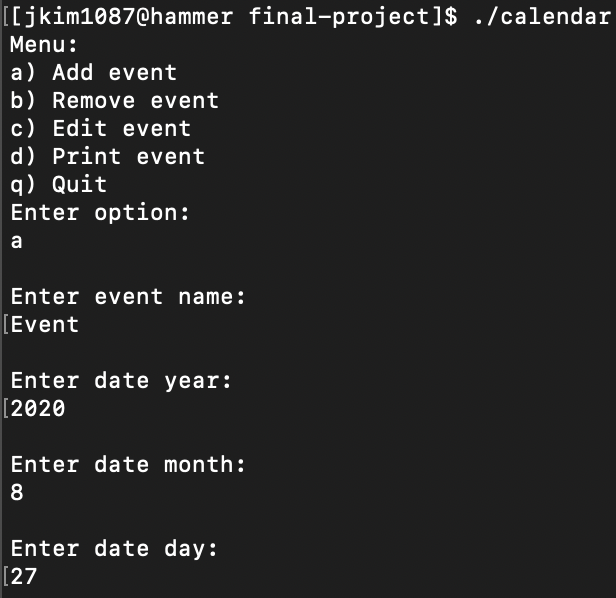 [[jkim1087@hammer final-project]$ ./calendar
Menu:
a) Add event
b) Remove event
c) Edit event
d) Print event
q) Quit
Enter option:
a
Enter event name:
[Event
Enter date year:
[2020
Enter date month:
8
Enter date day:
[27